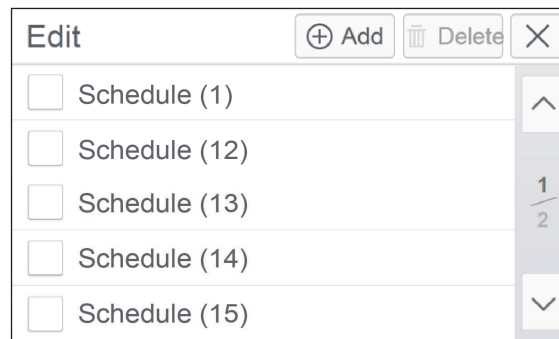 Edit Add Delete
Schedule (1)
Schedule (12)
Schedule (13)
Schedule (14)
Schedule (15)
1
2